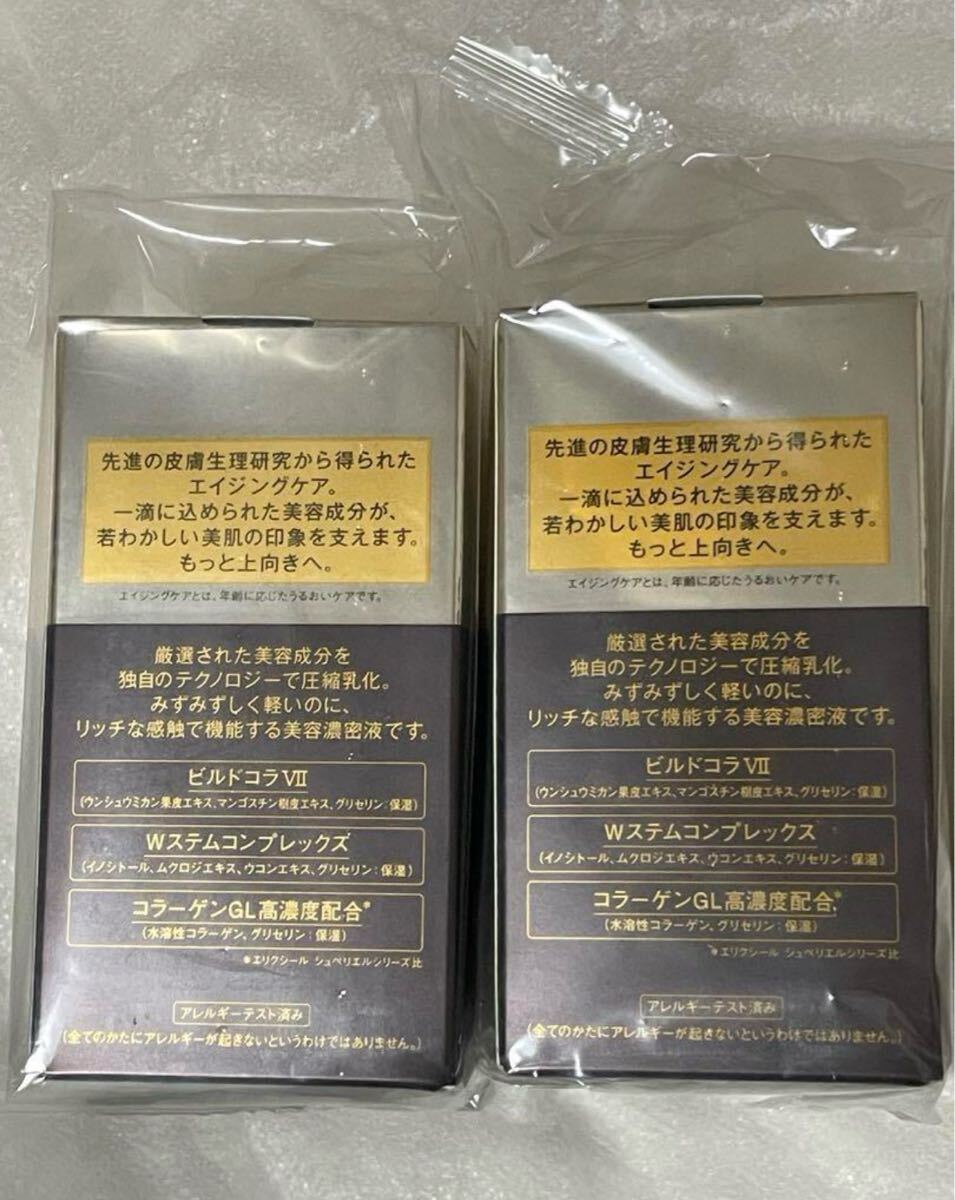 先進の皮膚生理研究から得られた
エイジングケア。
一滴に込められた美容成分が、
若わかしい美肌の印象を支えます。
もっと上向きへ。
エイジングケアとは、年齢に応じたうるおいケアです。
厳選された美容成分を
独自のテクノロジーで圧縮乳化。
みずみずしく軽いのに、
リッチな感触で機能する美容濃密液です。
ビルドコラⅦ
(ウンシュウミカン果皮エキス、マンゴスチン樹皮エキス、グリセリン:保湿)
Wステムコンプレックス
(イノシトール、ムクロジエキス、ウコンエキス、グリセリン:保湿)
コラーゲンGL高濃度配合*
(水溶性コラーゲン、グリセリン:保湿)
*エリクシール シュペリエルシリーズ比
アレルギーテスト済み
(全てのかたにアレルギーが起きないというわけではありません。)
先進の皮膚生理研究から得られた
エイジングケア。
一滴に込められた美容成分が、
若わかしい美肌の印象を支えます。
もっと上向きへ。
エイジングケアとは、年齢に応じたうるおいケアです。
厳選された美容成分を
独自のテクノロジーで圧縮乳化。
みずみずしく軽いのに、
リッチな感触で機能する美容濃密液です。
ビルドコラⅦ
(ウンシュウミカン果皮エキス、マンゴスチン樹皮エキス、グリセリン:保湿)
Wステムコンプレックス
(イノシトール、ムクロジエキス、ウコンエキス、グリセリン:保湿)
コラーゲンGL高濃度配合*
(水溶性コラーゲン、グリセリン:保湿)
*エリクシール シュペリエルシリーズ比
アレルギーテスト済み
(全てのかたにアレルギーが起きないというわけではありません。)